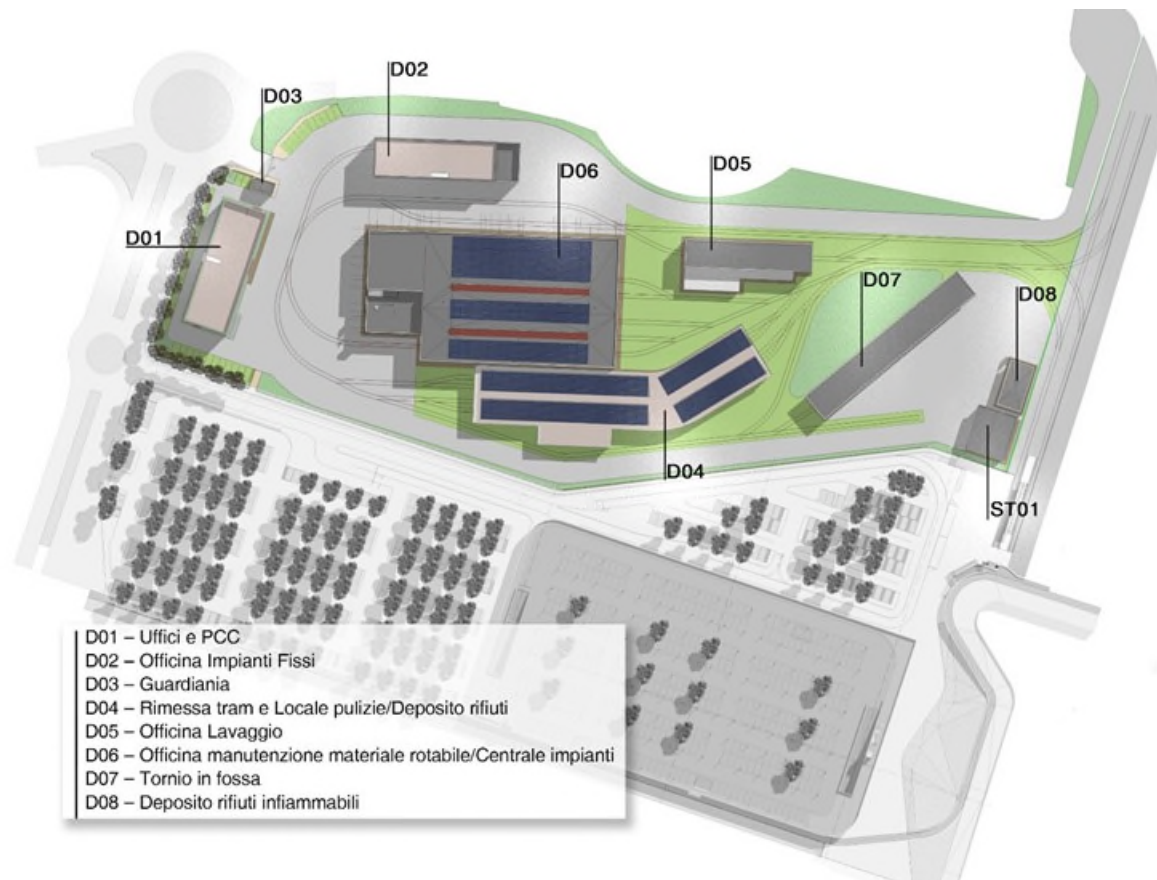 D02
D03
D06
D05
D01
D07
D08
D04
ST01
D01 – Uffici e PCC
D02 – Officina Impianti Fissi
D03 – Guardiania
D04 – Rimessa tram e Locale pulizie/Deposito rifiuti
D05 – Officina Lavaggio
D06 – Officina manutenzione materiale rotabile/Centrale impianti
D07 – Tornio in fossa
D08 – Deposito rifiuti infiammabili